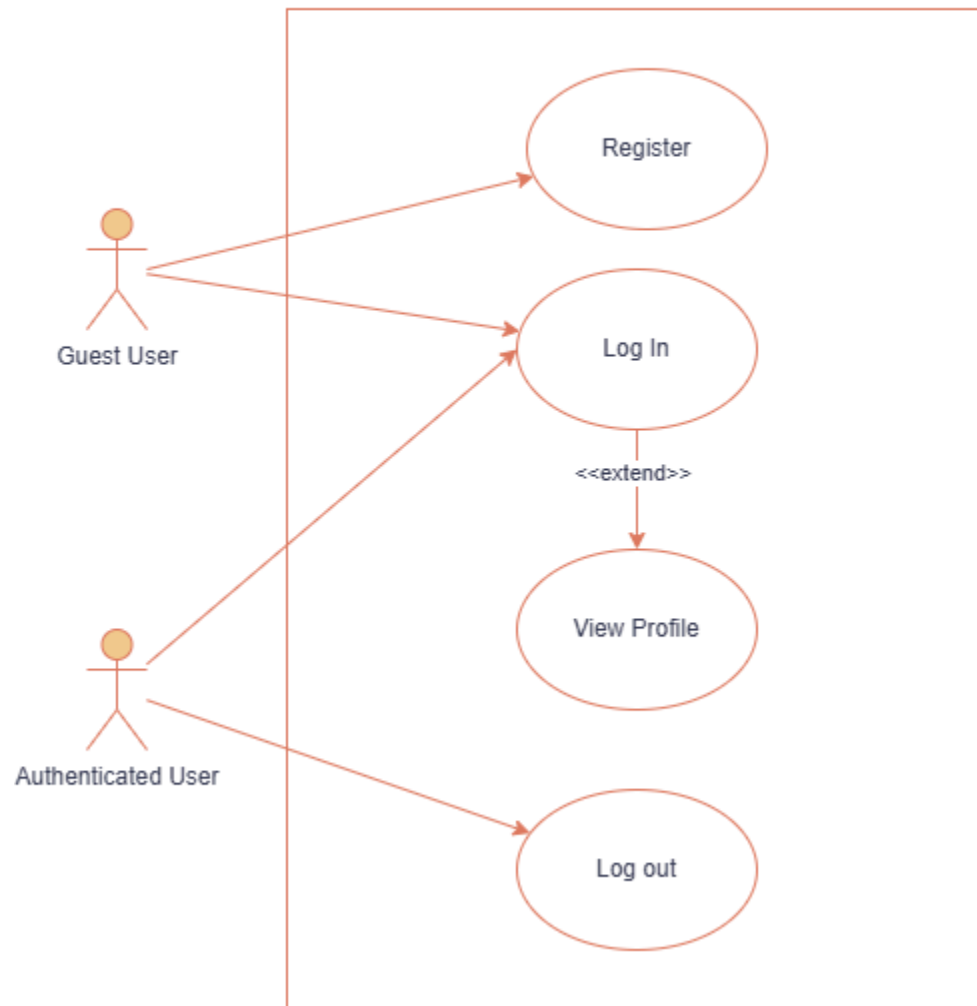 Register
Guest User
Log In
<<extend>>
View Profile
Authenticated User
Log out